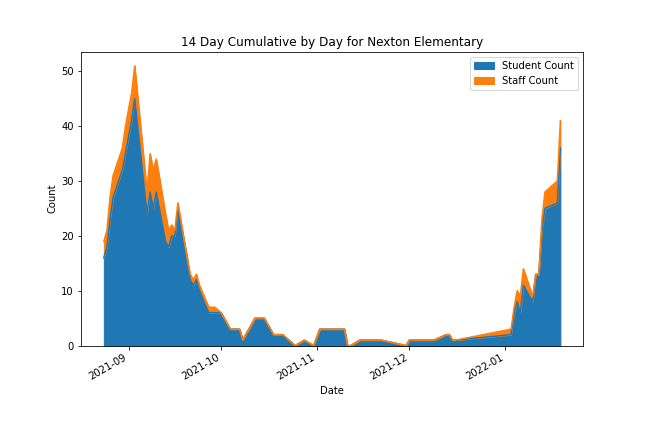 14 Day Cumulative by Day for Nexton Elementary
Student Count
Staff Count
Count
50
40
30
20
10
0
2021-09
2021-10
2021-11
2021-12
2022-01
Date